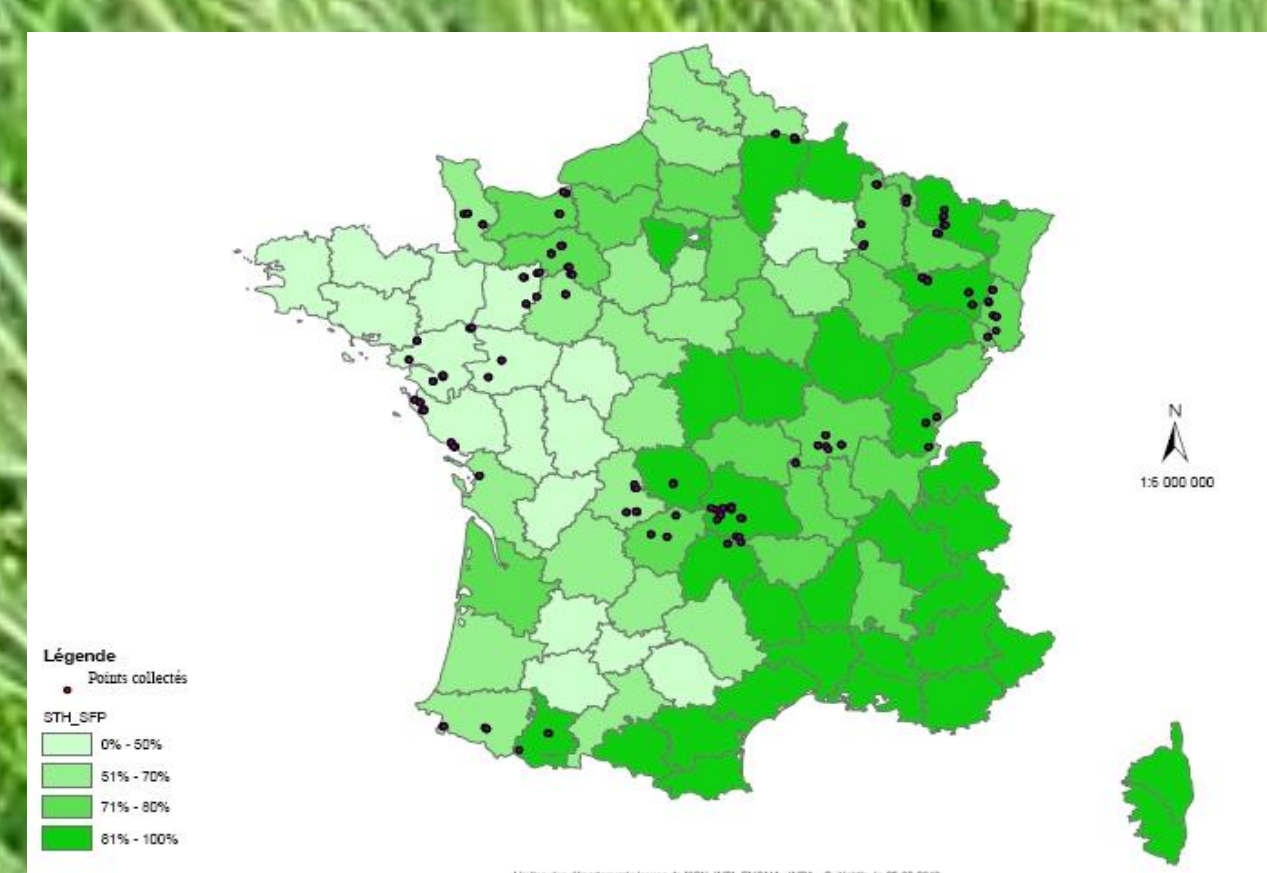 N
1:6 000 000
Légende
Points collectés
STH_SFP
0% - 50%
51% - 70%
71% - 80%
81% - 100%